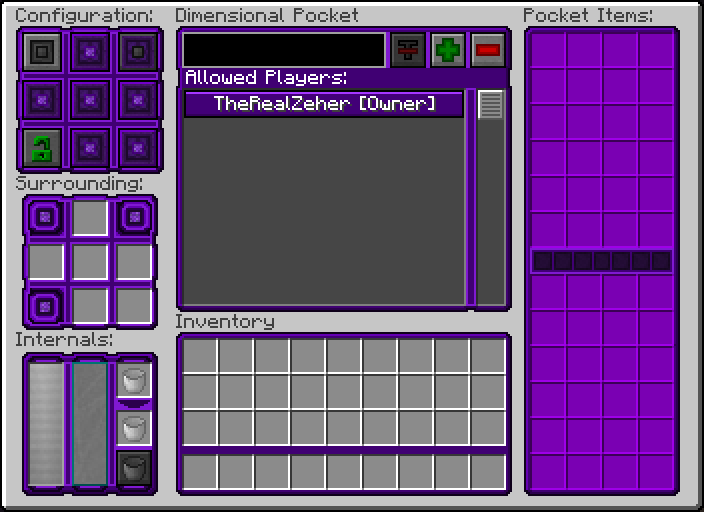 Configuration:
Dimensional Pocket
Pocket Items:
Allowed Players:
TheRealZeher [Owner]
Surrounding:
Inventory
Internals: